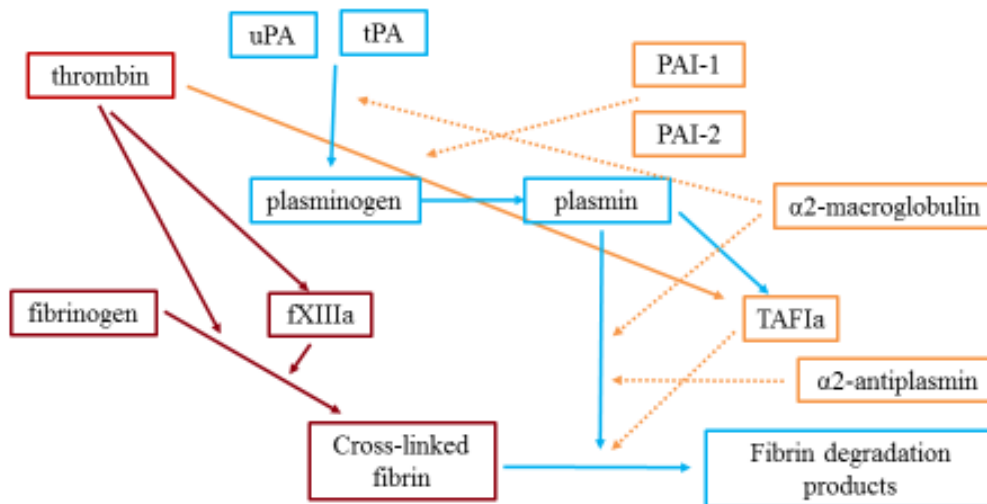 uPA
tPA
thrombin
PAI-1
PAI-2
plasminogen
plasmin
α2-macroglobulin
fibrinogen
fXIIIa
TAFIa
α2-antiplasmin
Cross-linked
fibrin
Fibrin degradation
products